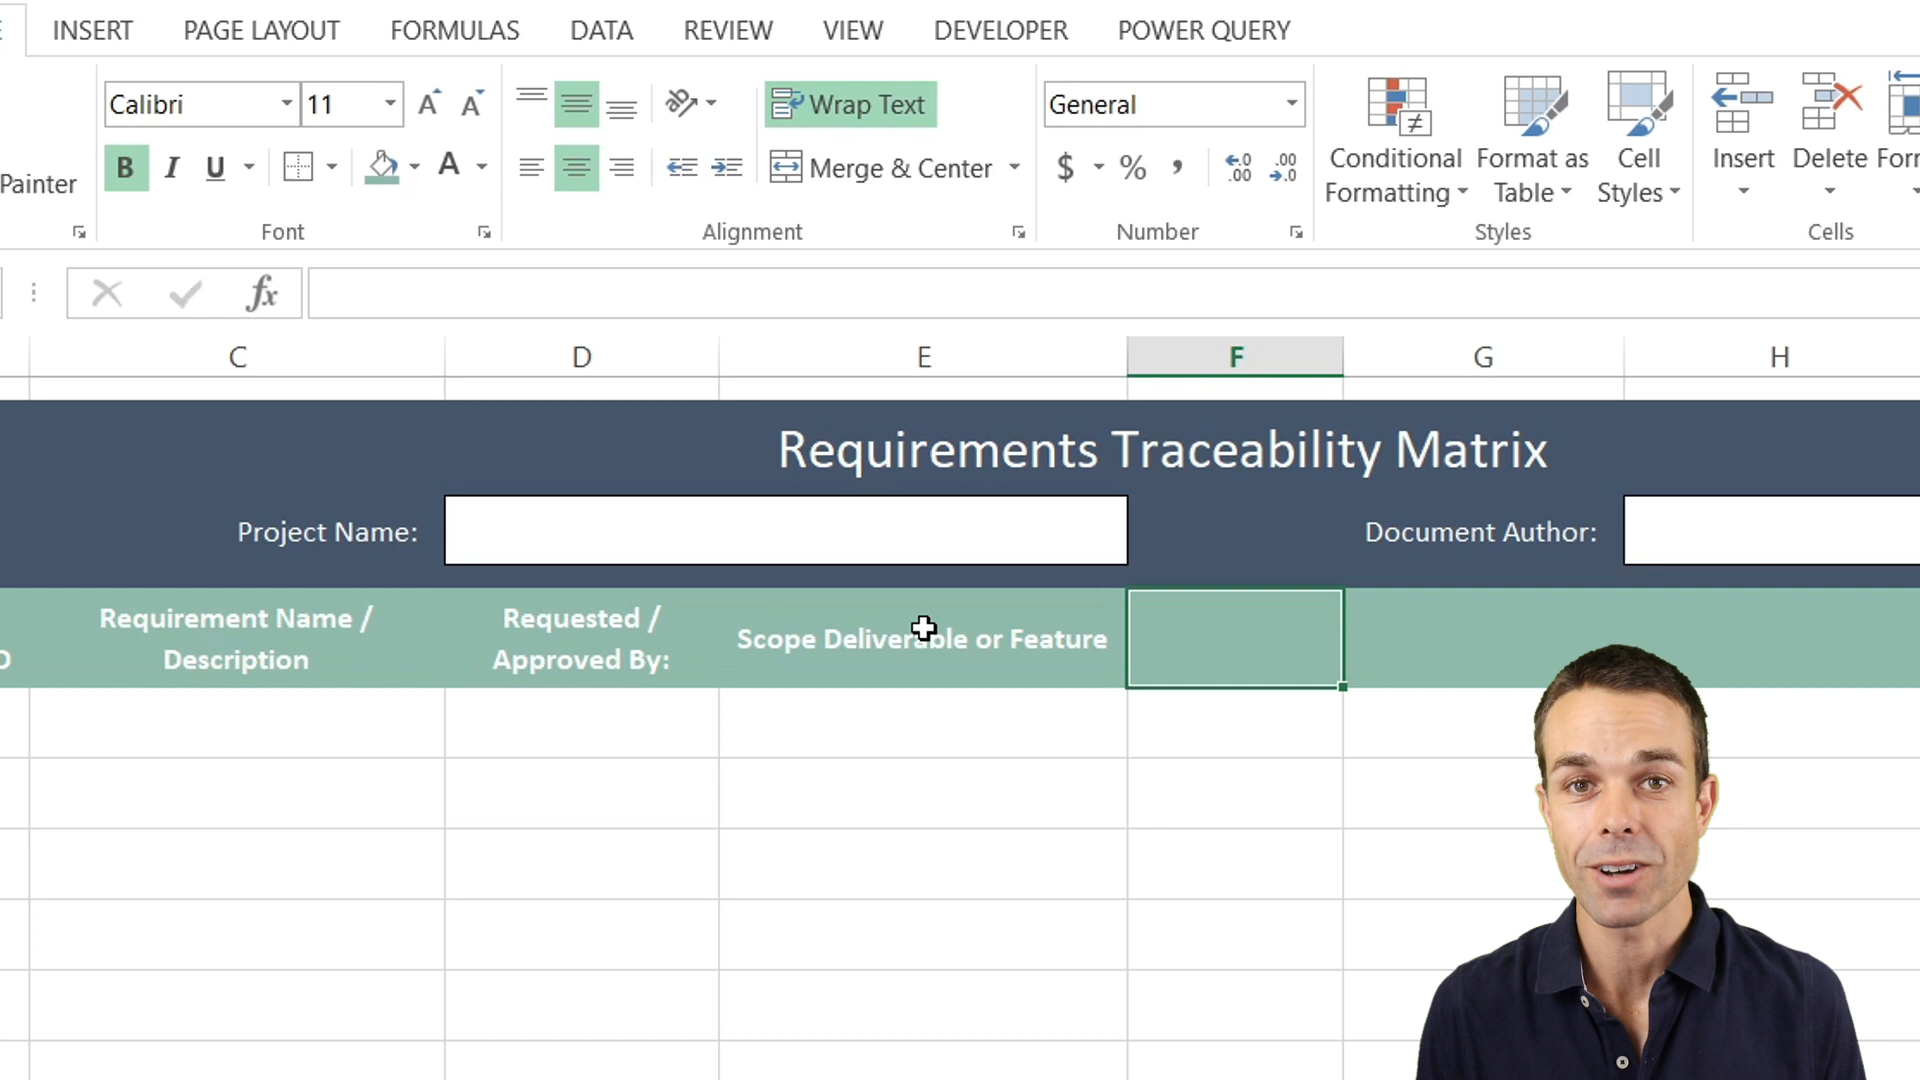 INSERT PAGE LAYOUT FORMULAS DATA REVIEW VIEW DEVELOPER POWER QUERY
Calibri 11 Wrap Text General
B I U A $ % Merge & Center
Painter
Conditional Formatting
Format as Table
Cell Styles
Insert Delete
Font Alignment Number Styles Cells
fx
C D E F G H
Requirements Traceability Matrix
Project Name: Document Author:
Requirement Name /
Description
Requested /
Approved By:
Scope Deliverable or Feature